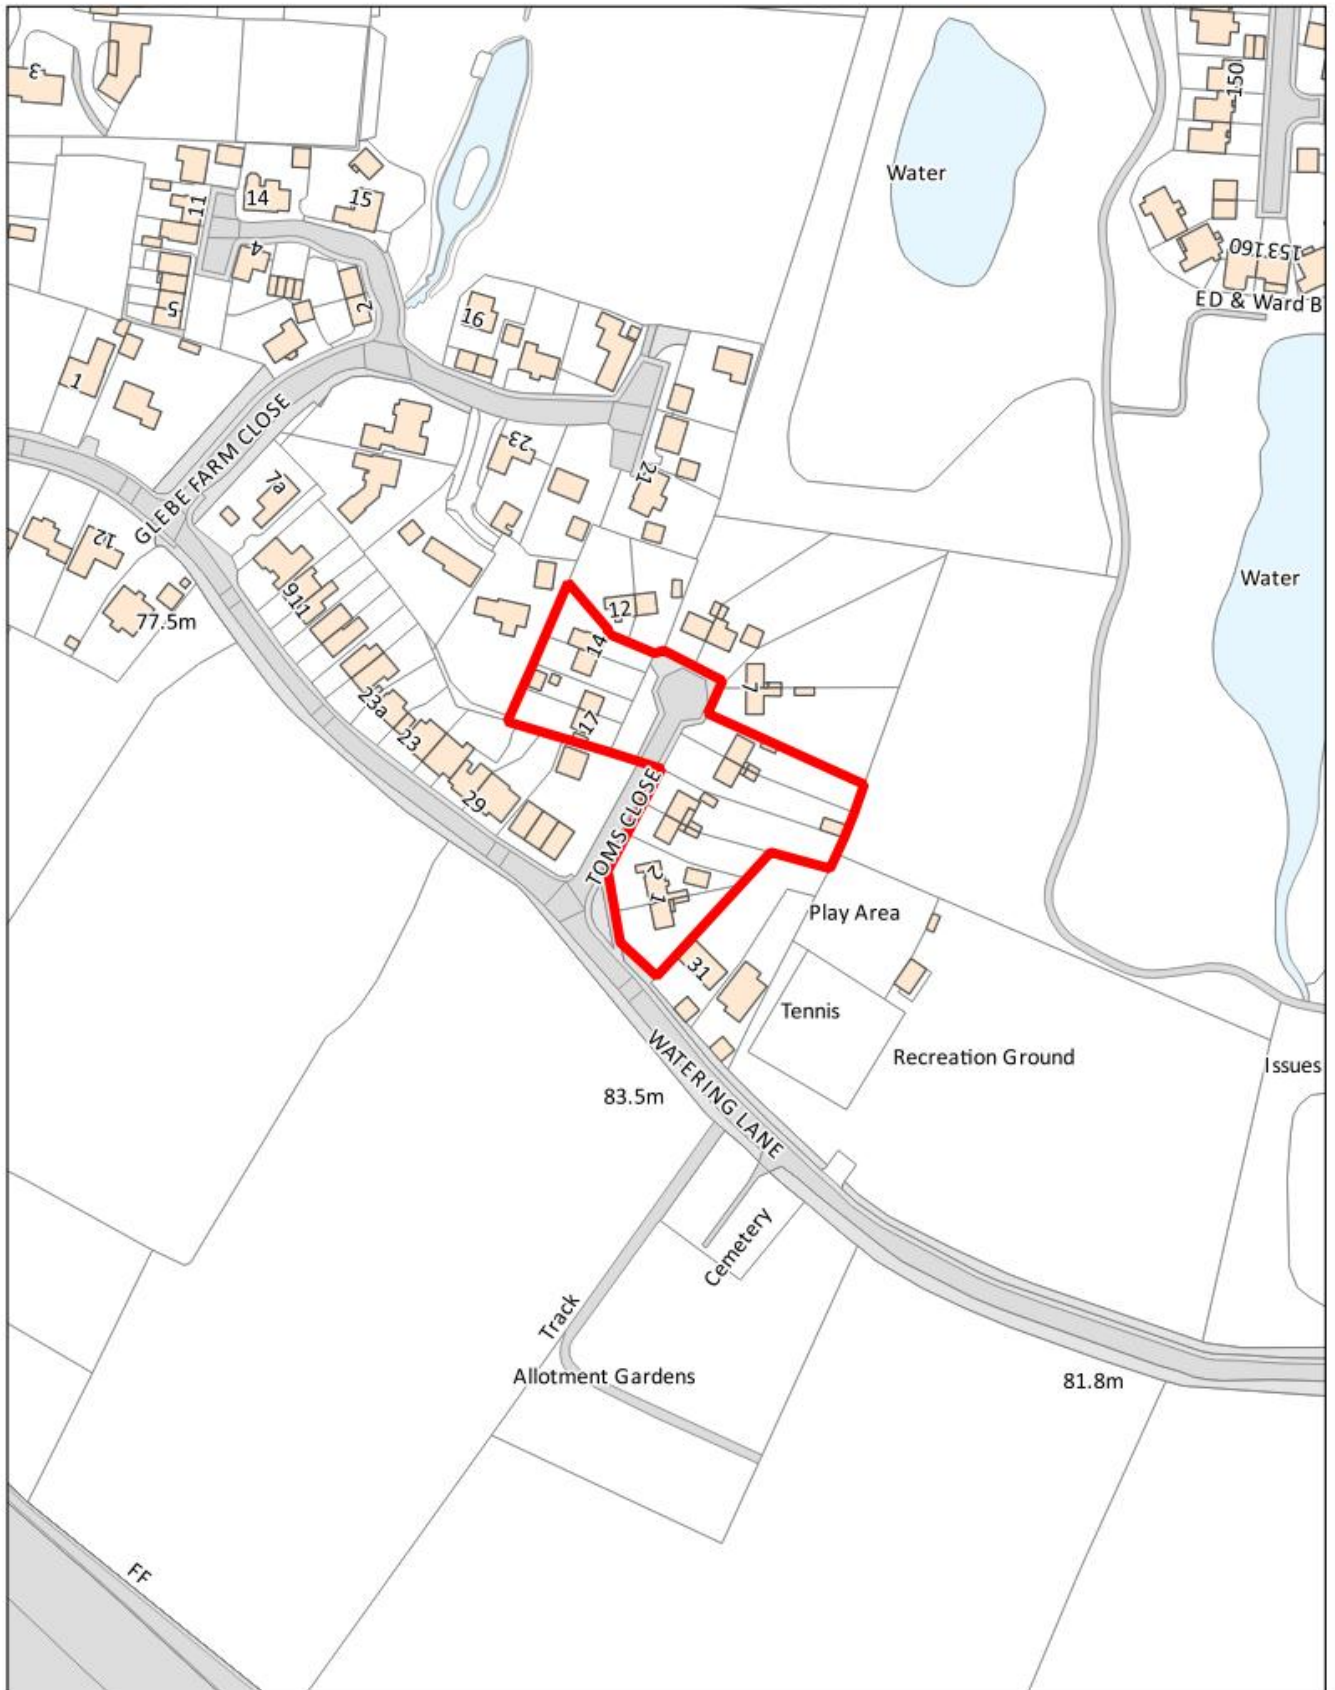 3
150
Water
11
14
15
4
153 160
ED & Ward B
5
2
16
1
GLEBE FARM CLOSE
23
21
7a
12
Water
9
11
77.5m
12
14
7
23a
17
23
29
TOMS CLOSE
2
1
Play Area
31
Tennis
Recreation Ground
WATERING LANE
Issues
83.5m
Cemetery
Track
Allotment Gardens
81.8m
FF